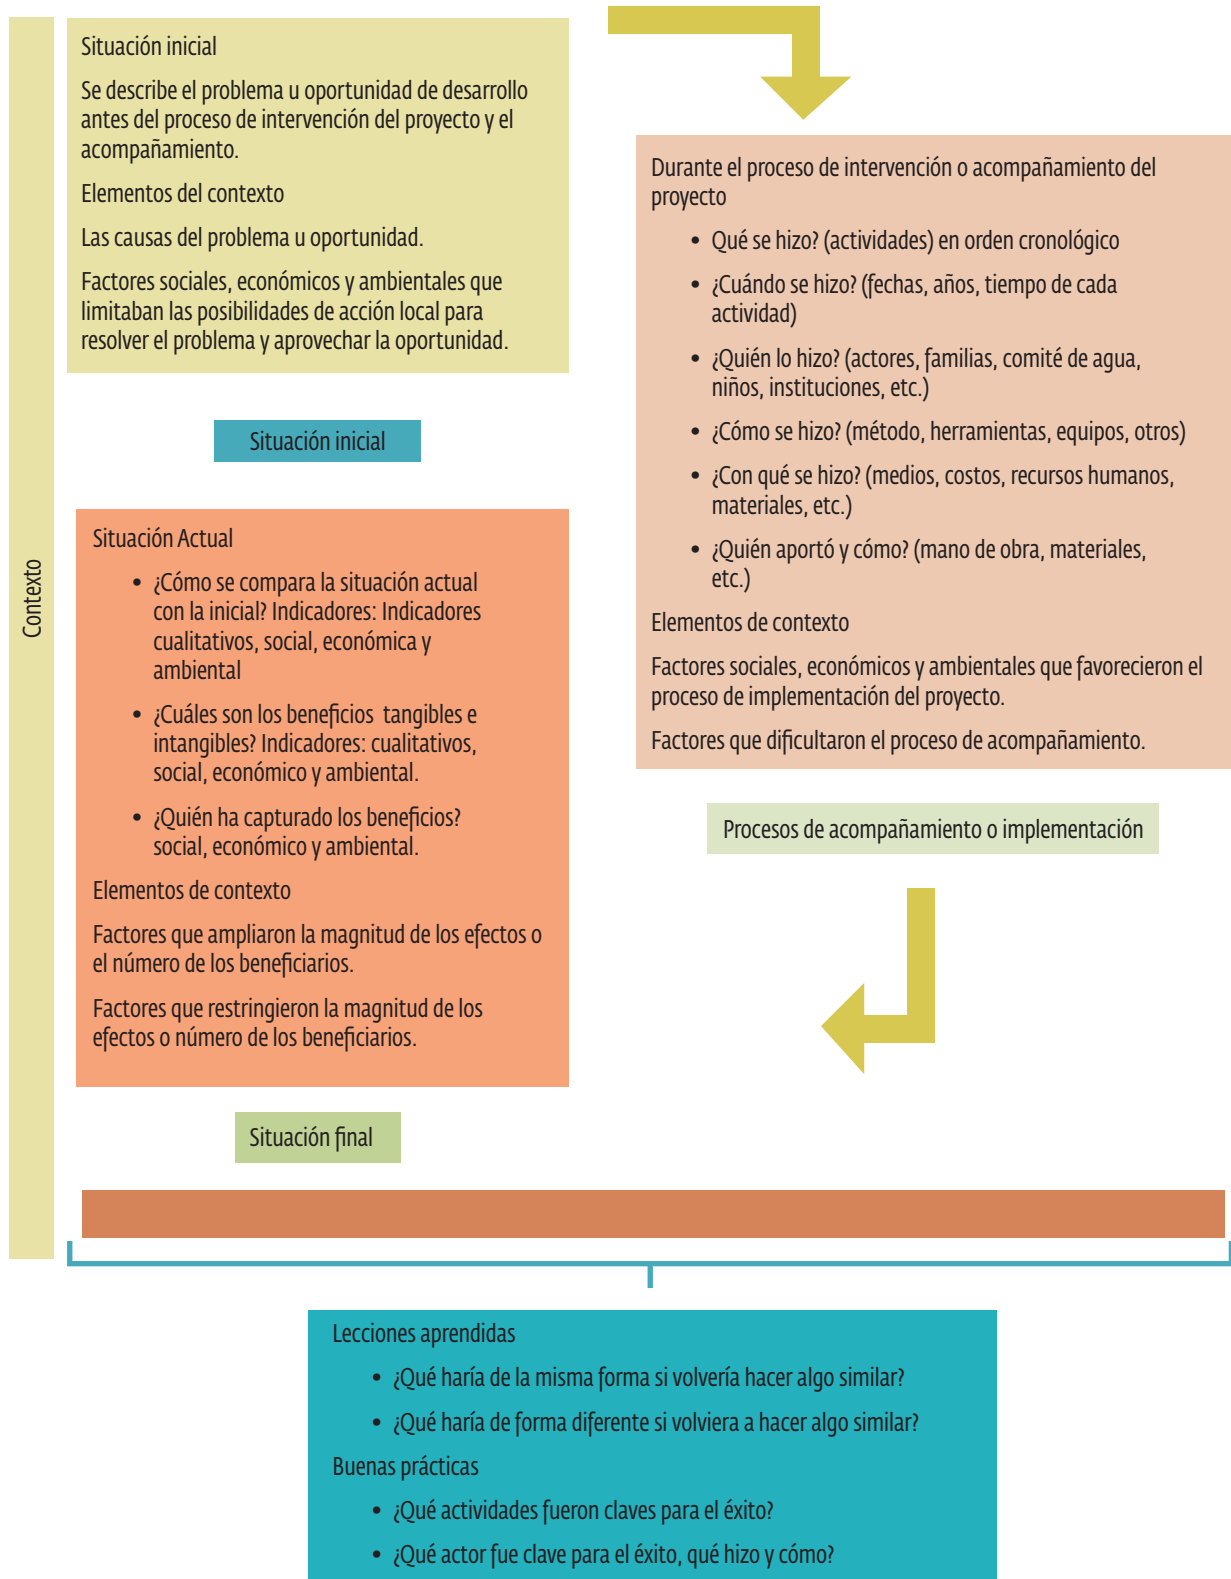 Contexto
Situación inicial
Se describe el problema u oportunidad de desarrollo
antes del proceso de intervención del proyecto y el
acompañamiento.
Elementos del contexto
Las causas del problema u oportunidad.
Factores sociales, económicos y ambientales que
limitaban las posibilidades de acción local para
resolver el problema y aprovechar la oportunidad.
Situación inicial
Durante el proceso de intervención o acompañamiento del
proyecto
• Qué se hizo? (actividades) en orden cronológico
• ¿Cuándo se hizo? (fechas, años, tiempo de cada
actividad)
• ¿Quién lo hizo? (actores, familias, comité de agua,
niños, instituciones, etc.)
• ¿Cómo se hizo? (método, herramientas, equipos, otros)
• ¿Con qué se hizo? (medios, costos, recursos humanos,
materiales, etc.)
• ¿Quién aportó y cómo? (mano de obra, materiales,
etc.)
Elementos de contexto
Factores sociales, económicos y ambientales que favorecieron el
proceso de implementación del proyecto.
Factores que dificultaron el proceso de acompañamiento.
Procesos de acompañamiento o implementación
Situación Actual
• ¿Cómo se compara la situación actual
con la inicial? Indicadores: Indicadores
cualitativos, social, económica y
ambiental
• ¿Cuáles son los beneficios tangibles e
intangibles? Indicadores: cualitativos,
social, económico y ambiental.
• ¿Quién ha capturado los beneficios?
social, económico y ambiental.
Elementos de contexto
Factores que ampliaron la magnitud de los efectos o
el número de los beneficiarios.
Factores que restringieron la magnitud de los
efectos o número de los beneficiarios.
Situación final
Lecciones aprendidas
• ¿Qué haría de la misma forma si volvería hacer algo similar?
• ¿Qué haría de forma diferente si volviera a hacer algo similar?
Buenas prácticas
• ¿Qué actividades fueron claves para el éxito?
• ¿Qué actor fue clave para el éxito, qué hizo y cómo?